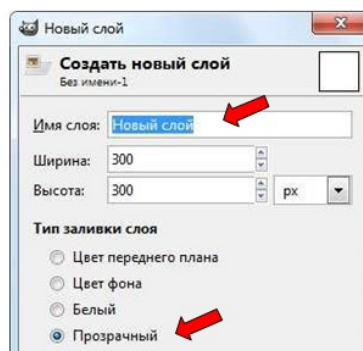 Новый слой
Создать новый слой
Без имени-1
Имя слоя: Новый слой
Ширина: 300
Высота: 300 px
Тип заливки слоя
Цвет переднего плана
Цвет фона
Белый
Прозрачный